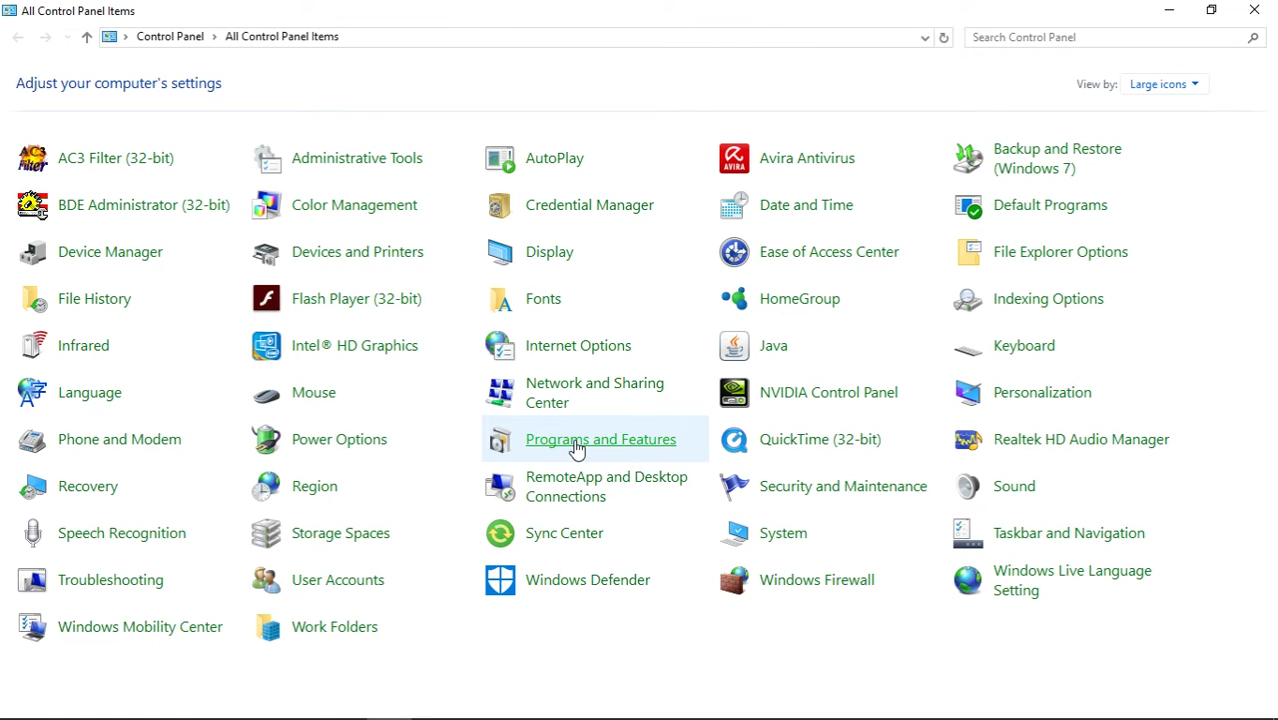 All Control Panel Items
Control Panel > All Control Panel Items
Search Control Panel
Adjust your computer's settings
View by: Large icons
AC3 Filter (32-bit)
Administrative Tools
AutoPlay
Avira Antivirus
Backup and Restore
(Windows 7)
BDE Administrator (32-bit)
Color Management
Credential Manager
Date and Time
Default Programs
Device Manager
Devices and Printers
Display
Ease of Access Center
File Explorer Options
File History
Flash Player (32-bit)
Fonts
HomeGroup
Indexing Options
Infrared
Intel® HD Graphics
Internet Options
Java
Keyboard
Language
Mouse
Network and Sharing
Center
NVIDIA Control Panel
Personalization
Phone and Modem
Power Options
Programs and Features
QuickTime (32-bit)
Realtek HD Audio Manager
Recovery
Region
RemoteApp and Desktop
Connections
Security and Maintenance
Sound
Speech Recognition
Storage Spaces
Sync Center
System
Taskbar and Navigation
Troubleshooting
User Accounts
Windows Defender
Windows Firewall
Windows Live Language
Setting
Windows Mobility Center
Work Folders